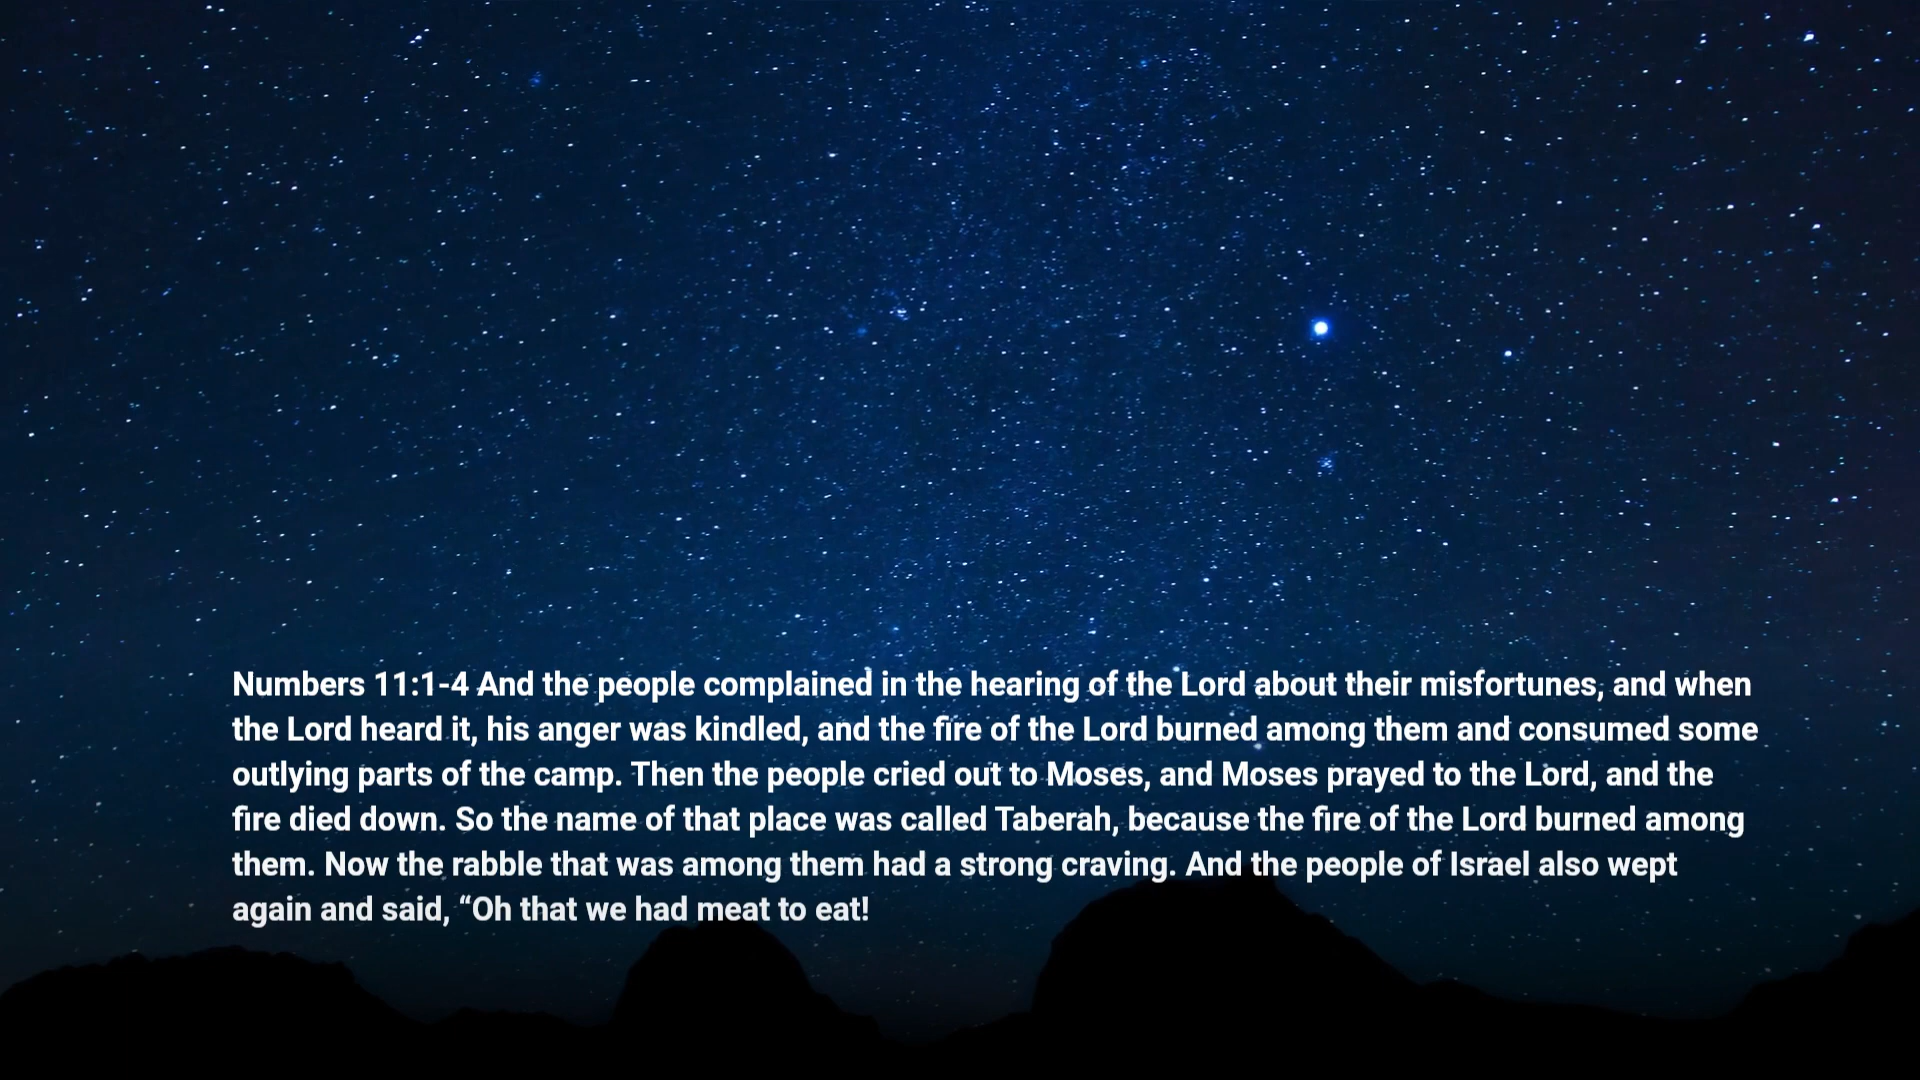 Numbers 11:1-4 And the people complained in the hearing of the Lord about their misfortunes, and when
the Lord heard it, his anger was kindled, and the fire of the Lord burned among them and consumed some
outlying parts of the camp. Then the people cried out to Moses, and Moses prayed to the Lord, and the
fire died down. So the name of that place was called Taberah, because the fire of the Lord burned among
them. Now the rabble that was among them had a strong craving. And the people of Israel also wept
again and said, “Oh that we had meat to eat!